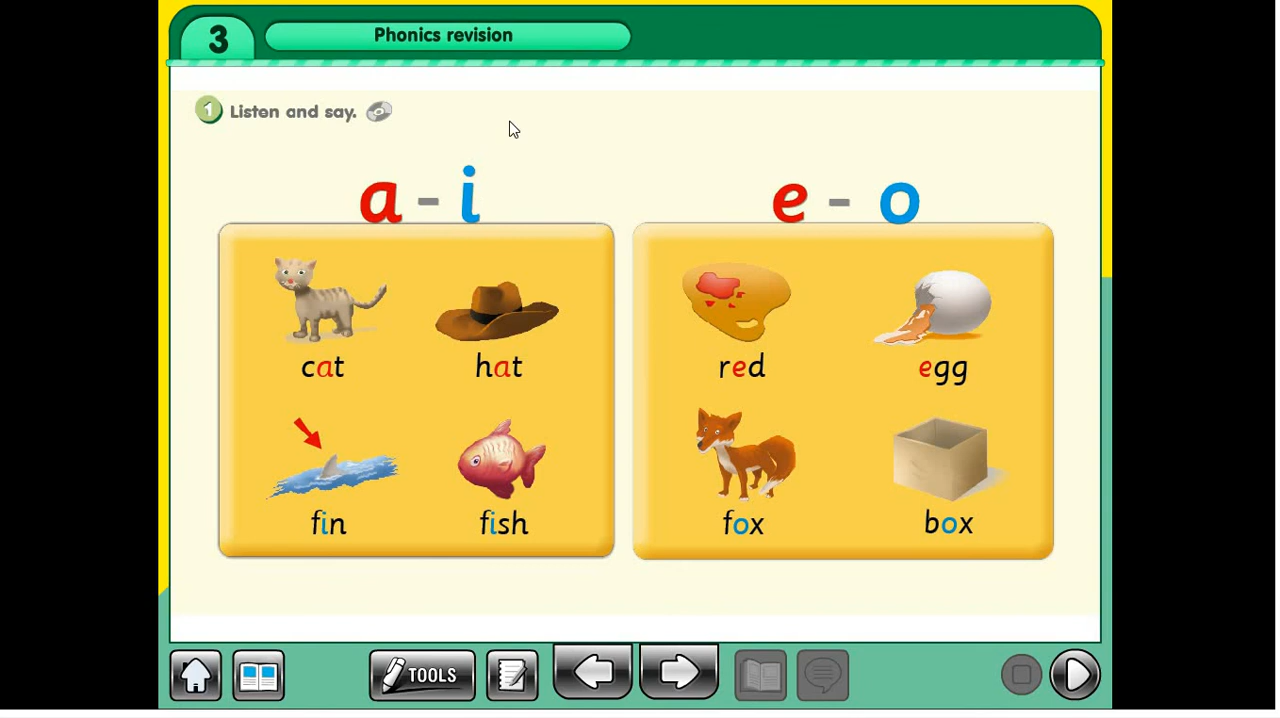 3 Phonics revision
1 Listen and say.
a - i
e - o
cat hat
red egg
fin fish
fox box
TOOLS